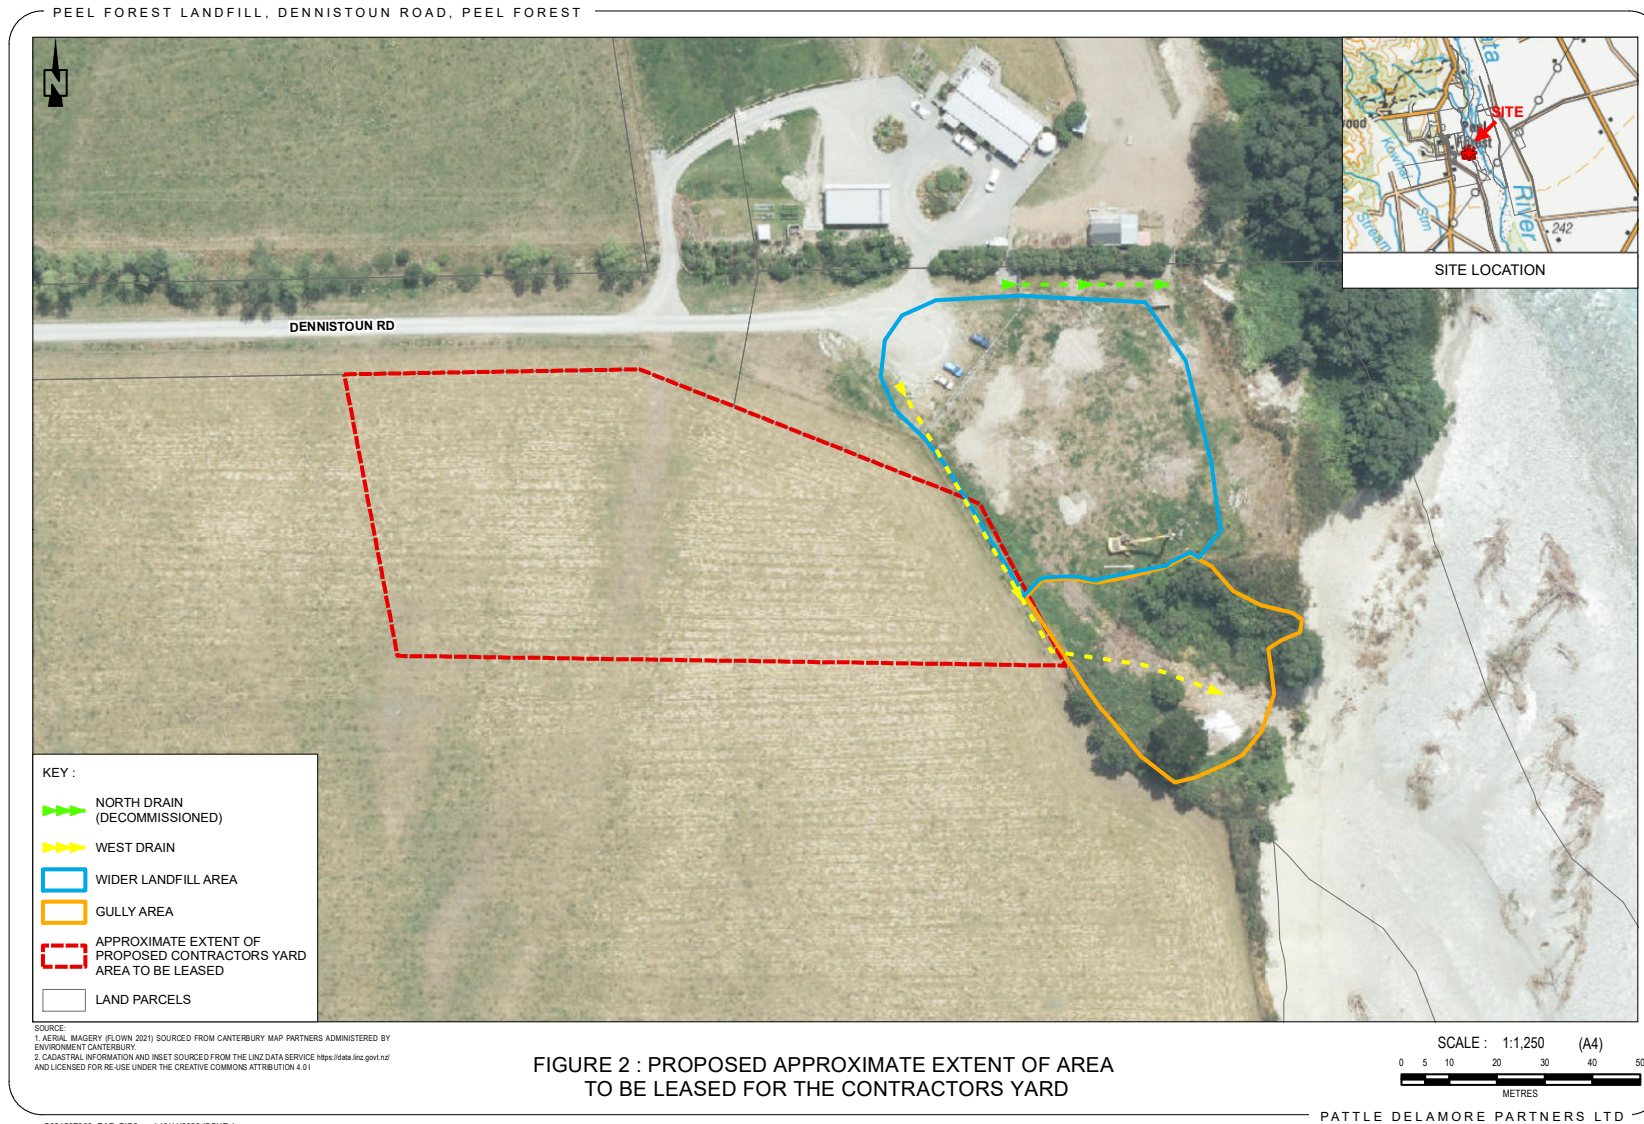 PEEL FOREST LANDFILL, DENNISTOUN ROAD, PEEL FOREST
N
SITE
Peel
Forest
Kowhai
Stream
Stm
River
242
SITE LOCATION
DENNISTOUN RD
KEY :
NORTH DRAIN
(DECOMMISSIONED)
WEST DRAIN
WIDER LANDFILL AREA
GULLY AREA
APPROXIMATE EXTENT OF
PROPOSED CONTRACTORS YARD
AREA TO BE LEASED
LAND PARCELS
SOURCE:
1. AERIAL IMAGERY (FLOWN 2021) SOURCED FROM CANTERBURY MAP PARTNERS ADMINISTERED BY
ENVIRONMENT CANTERBURY.
2. CADASTRAL INFORMATION AND INSET SOURCED FROM THE LINZ DATA SERVICE https://data.linz.govt.nz/
AND LICENSED FOR RE-USE UNDER THE CREATIVE COMMONS ATTRIBUTION 4.0 I
FIGURE 2 : PROPOSED APPROXIMATE EXTENT OF AREA
TO BE LEASED FOR THE CONTRACTORS YARD
SCALE : 1:1,250 (A4)
0 5 10 20 30 40 50
METRES
PATTLE DELAMORE PARTNERS LTD